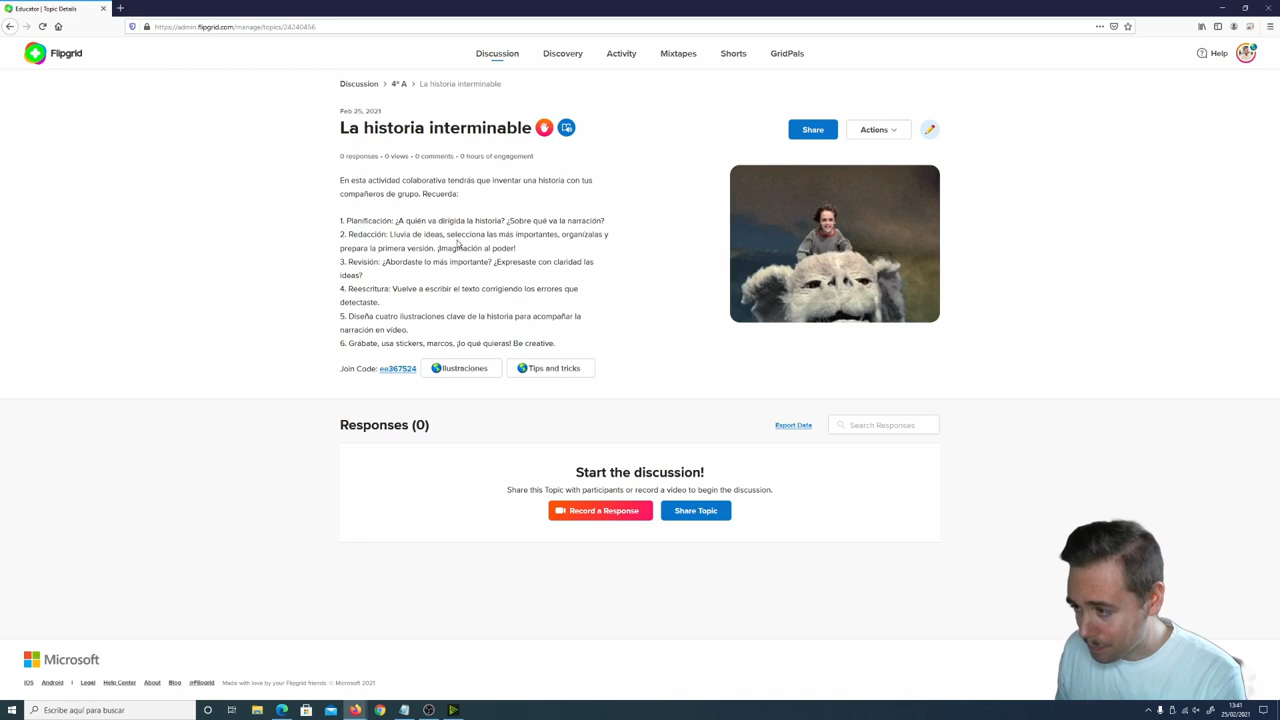 Educator | Topic Details
https://admin.flipgrid.com/manage/topics/24240456
Flipgrid
Discussion
Discovery
Activity
Mixtapes
Shorts
GridPals
Help
Discussion > 4º A > La historia interminable
Feb 25, 2021
La historia interminable
Share
Actions
0 responses • 0 views • 0 comments • 0 hours of engagement
En esta actividad colaborativa tendrás que inventar una historia con tus
compañeros de grupo. Recuerda:
1. Planificación: ¿A quién va dirigida la historia? ¿Sobre qué va la narración?
2. Redacción: Lluvia de ideas, selecciona las más importantes, organízalas y
prepara la primera versión. ¡Imaginación al poder!
3. Revisión: ¿Abordaste lo más importante? ¿Expresaste con claridad las
ideas?
4. Reescritura: Vuelve a escribir el texto corrigiendo los errores que
detectaste.
5. Diseña cuatro ilustraciones clave de la historia para acompañar la
narración en vídeo.
6. Grábate, usa stickers, marcos, ¡lo qué quieras! Be creative.
Join Code: ee367524
Ilustraciones
Tips and tricks
Responses (0)
Export Data
Search Responses
Start the discussion!
Share this Topic with participants or record a video to begin the discussion.
Record a Response
Share Topic
Microsoft
iOS
Android
|
Legal
Help Center
About
Blog
@Flipgrid
Made with love by your Flipgrid friends, © Microsoft 2021
Escribe aquí para buscar
13:41
25/02/2021